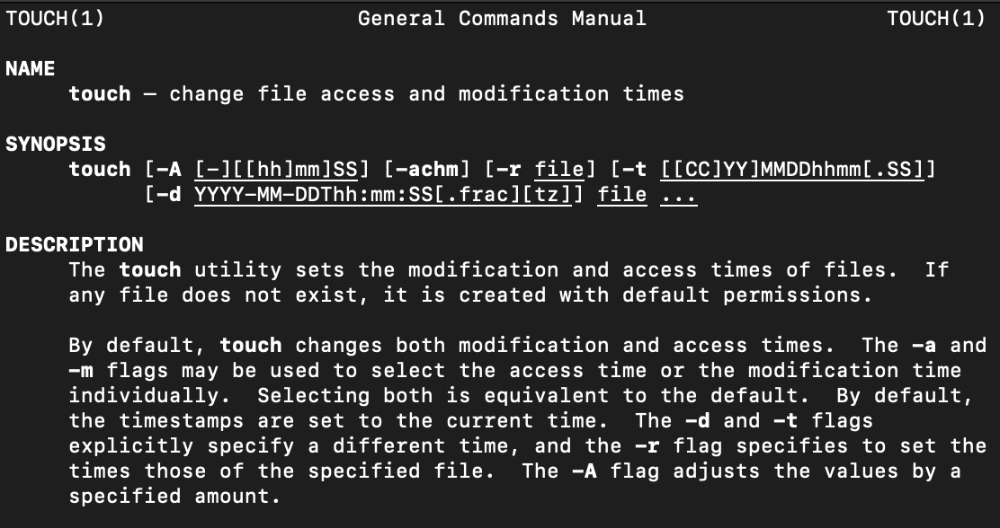 TOUCH(1) General Commands Manual TOUCH(1)
NAME
touch – change file access and modification times
SYNOPSIS
touch [-A [-][[hh]mm]SS] [-achm] [-r file] [-t [[CC]YY]MMDDhhmm[.SS]]
[-d YYYY-MM-DDThh:mm:SS[.frac][tz]] file ...
DESCRIPTION
The touch utility sets the modification and access times of files.  If
any file does not exist, it is created with default permissions.
By default, touch changes both modification and access times.  The -a and
-m flags may be used to select the access time or the modification time
individually.  Selecting both is equivalent to the default.  By default,
the timestamps are set to the current time.  The -d and -t flags
explicitly specify a different time, and the -r flag specifies to set the
times those of the specified file.  The -A flag adjusts the values by a
specified amount.